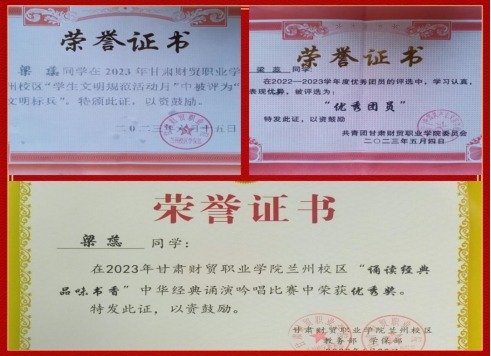 荣誉证书
梁蕊同学在2023年甘肃财贸职业学
州校区“学生文明规范活动月”中被评为“
文明标兵”。特颁此证，以资鼓励。
荣誉证书
梁蕊 同学：
在2022—2023学年度优秀团员的评选中，学习认真，
表现优异，被评选为：
“优秀团员”
特发此证，以资鼓励
共青团甘肃财贸职业学院委员会
二〇二三年五月四日
荣誉证书
梁蕊 同学：
在2023年甘肃财贸职业学院兰州校区“诵读经典
品味书香”中华经典诵演吟唱比赛中荣获优秀奖。
特发此证，以资鼓励。
甘肃财贸职业学院兰州校区
教务部 学保部